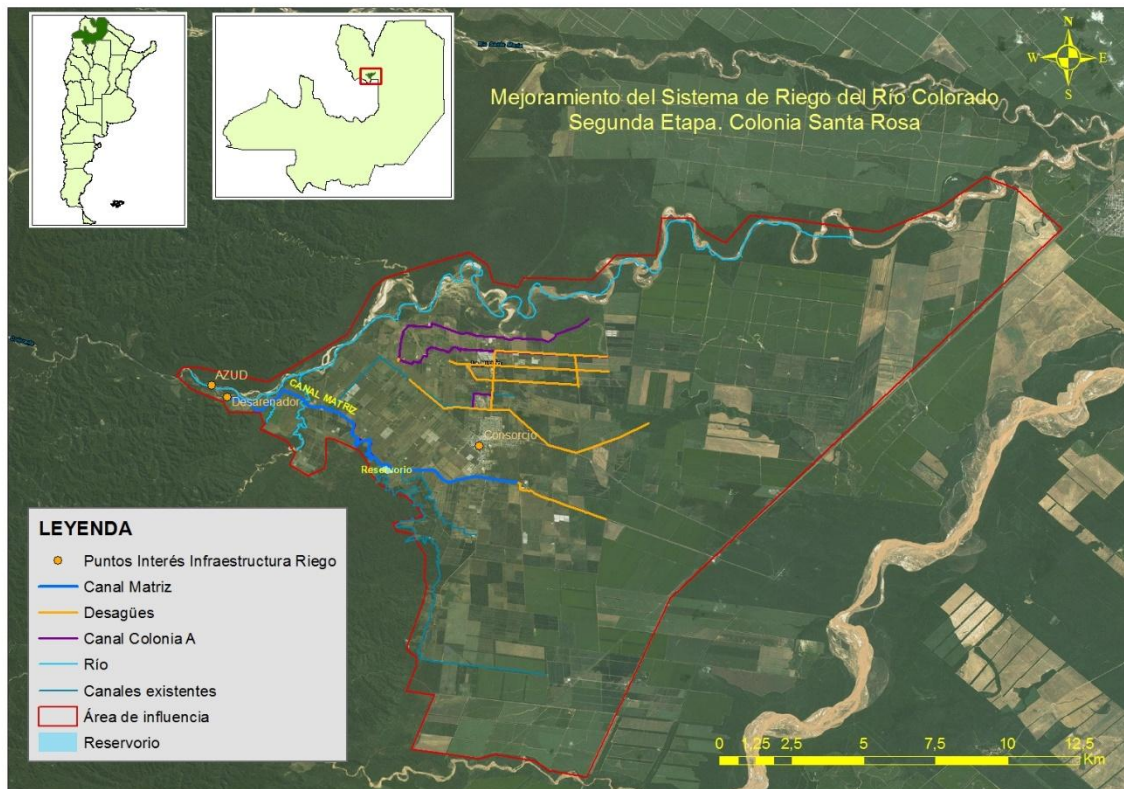 Mejoramiento del Sistema de Riego del Río Colorado
Segunda Etapa. Colonia Santa Rosa
N
W E
S
AZUD
Desarenador
CANAL MATRIZ
Consorcio
Reservorio
LEYENDA
Puntos Interés Infraestructura Riego
Canal Matriz
Desagües
Canal Colonia A
Río
Canales existentes
Área de influencia
Reservorio
0 1,25 2,5 5 7,5 10 12,5
Km